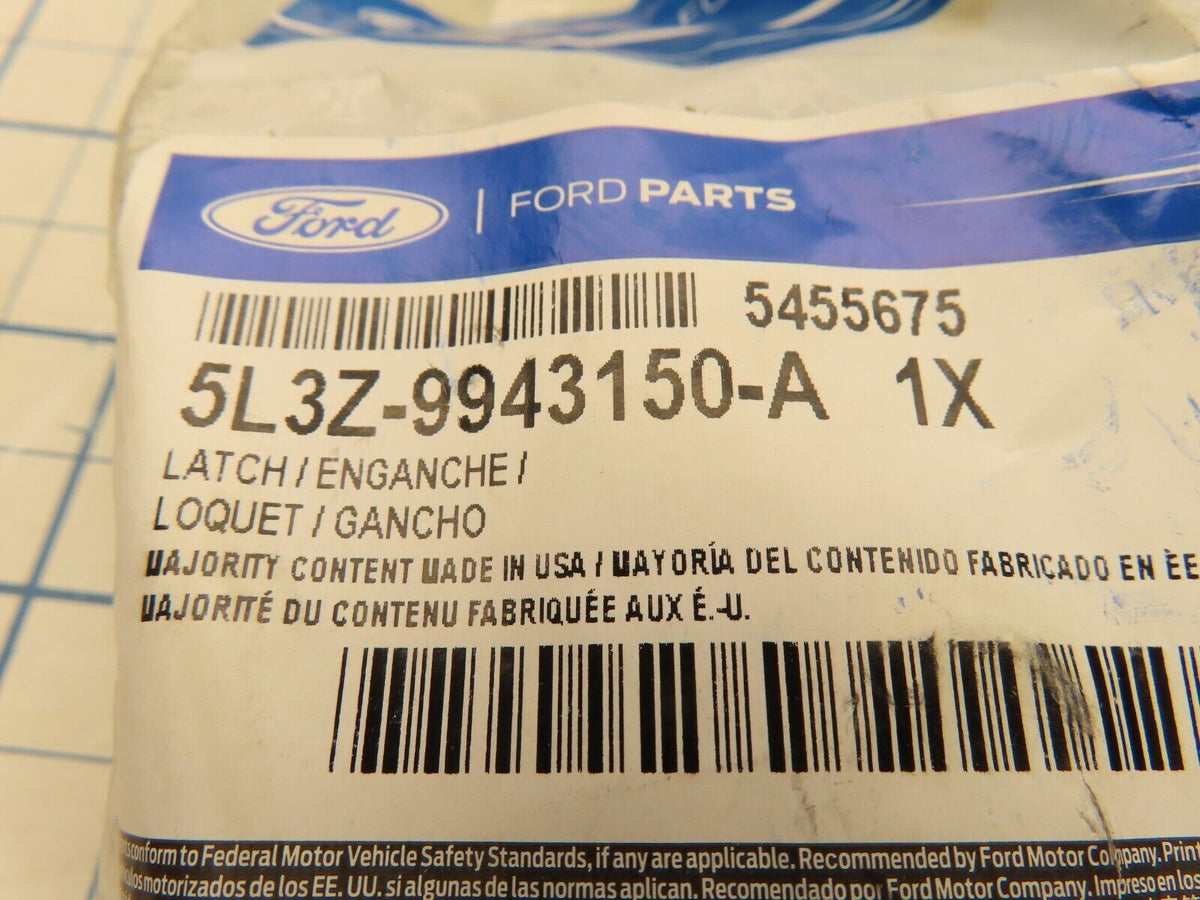 Ford | FORD PARTS
5455675
5L3Z-9943150-A 1X
LATCH / ENGANCHE /
LOQUET / GANCHO
MAJORITY CONTENT MADE IN USA / MAYORÍA DEL CONTENIDO FABRICADO EN ÈE
MAJORITÉ DU CONTENU FABRIQUÉE AUX É.-U.
conform to Federal Motor Vehicle Safety Standards, if any are applicable. Recommended by Ford Motor Company. Print
motorizados de los EE. UU. si algunas de las normas aplican. Recomendado por Ford Motor Company. Impreso en los